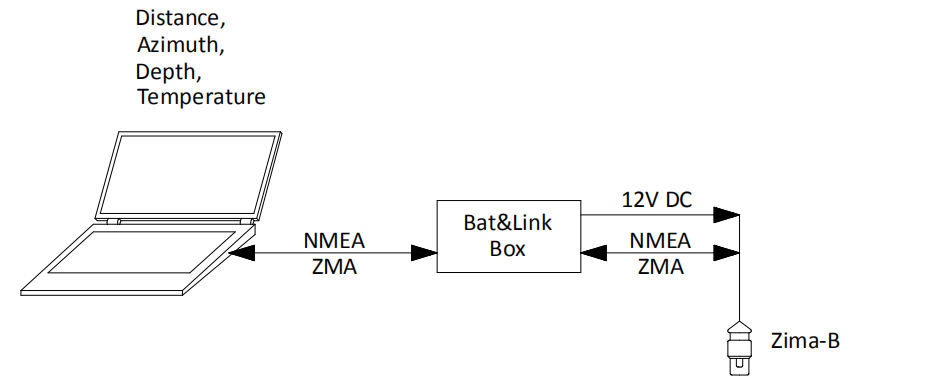 Distance,
Azimuth,
Depth,
Temperature
NMEA
ZMA
Bat&Link
Box
12V DC
NMEA
ZMA
Zima-B